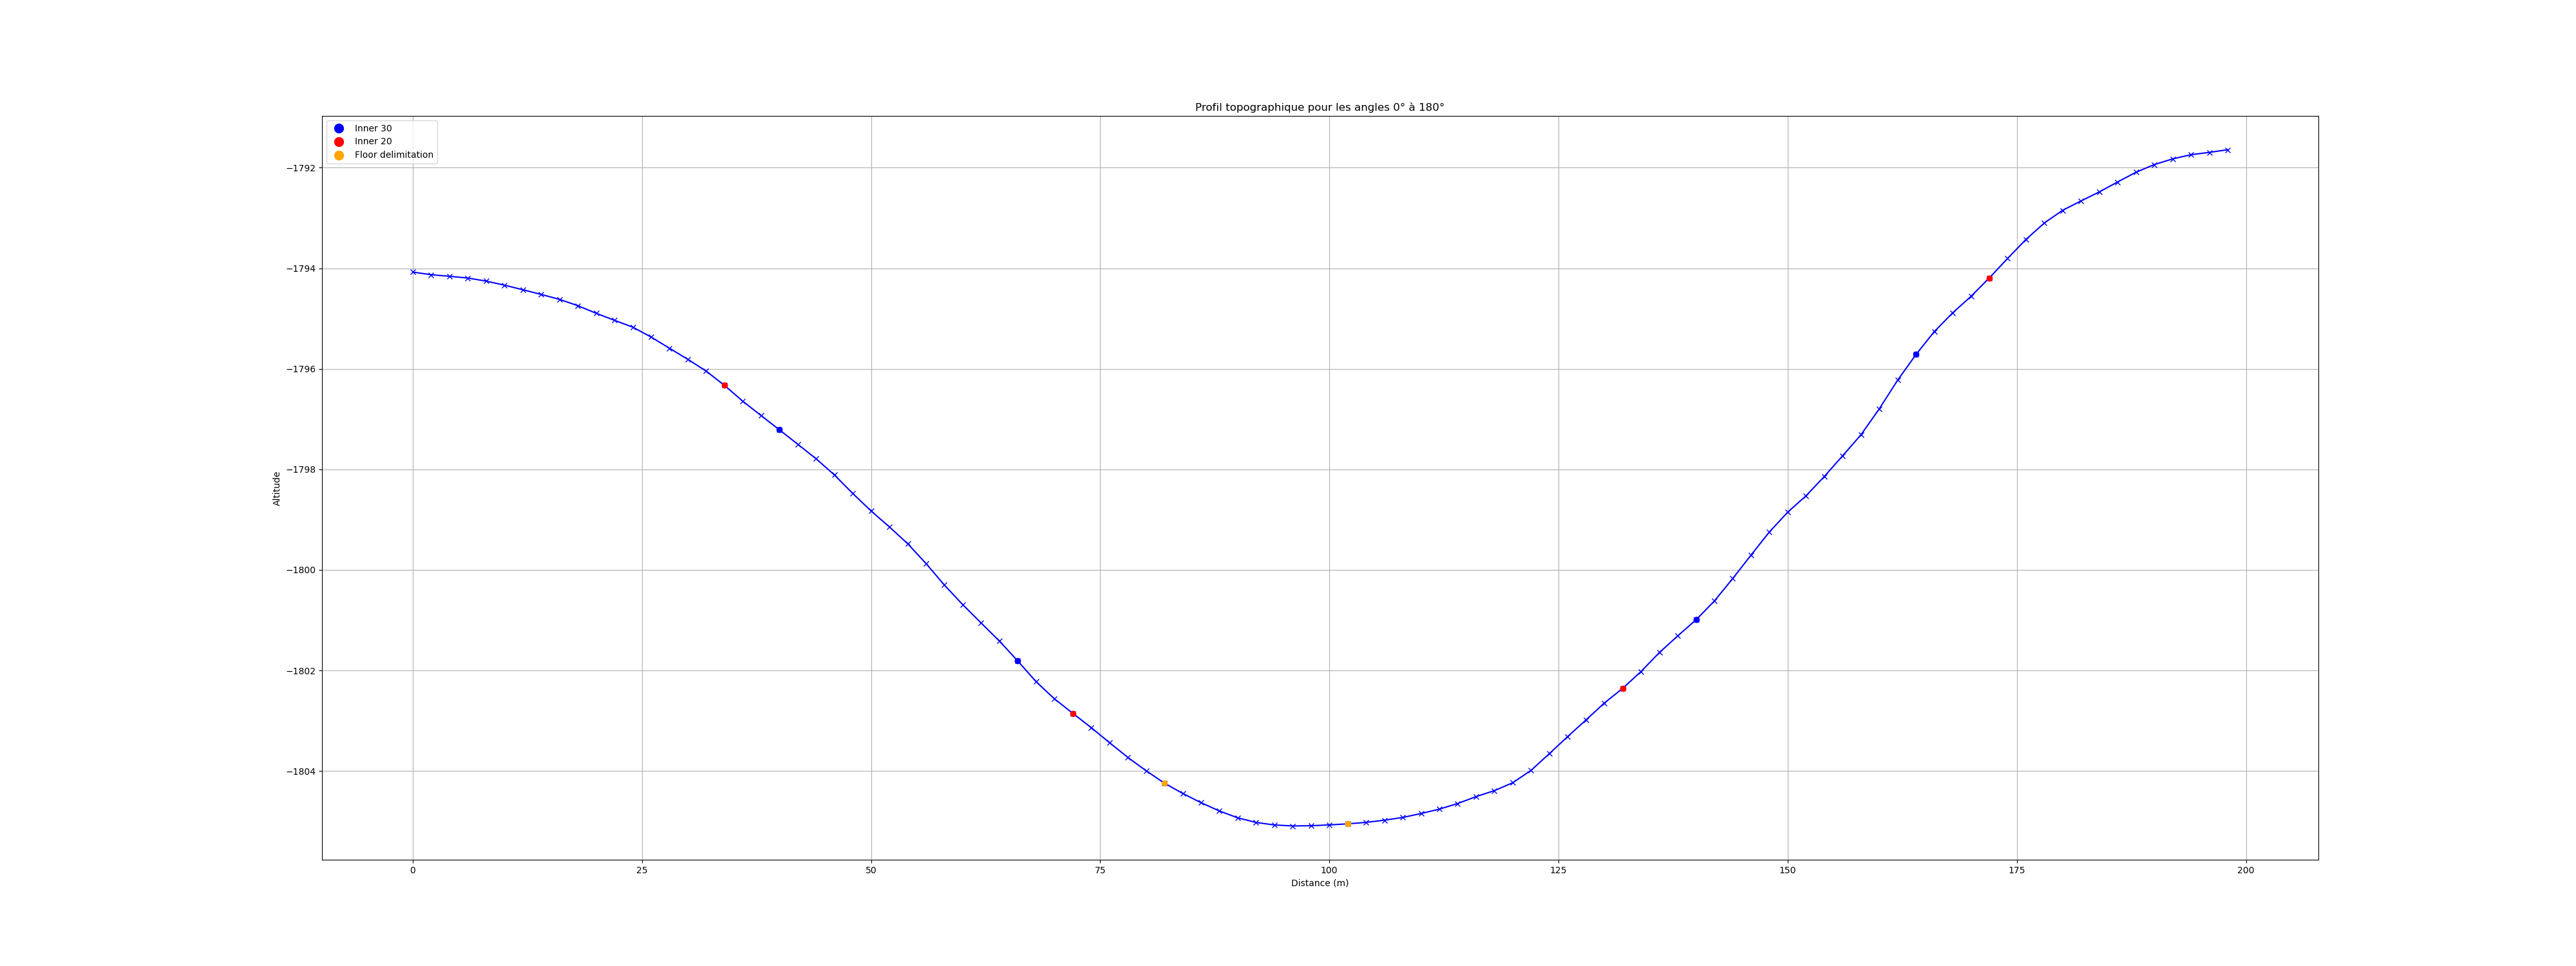 Profil topographique pour les angles 0° à 180°
Inner 30
Inner 20
Floor delimitation
−1792
−1794
−1796
−1798
−1800
−1802
−1804
Altitude
0 25 50 75 100 125 150 175 200
Distance (m)